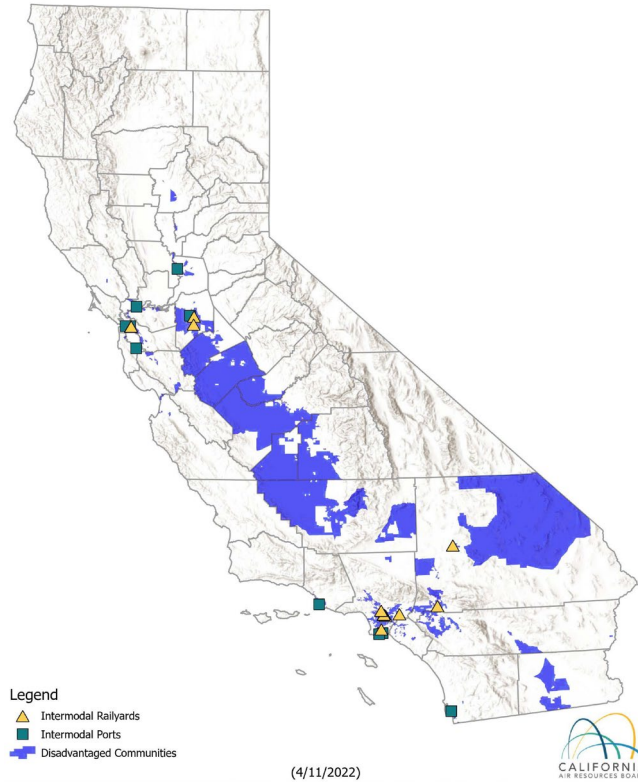 Legend
Intermodal Railyards
Intermodal Ports
Disadvantaged Communities
(4/11/2022)
CALIFORNI
AIR RESOURCES BOA